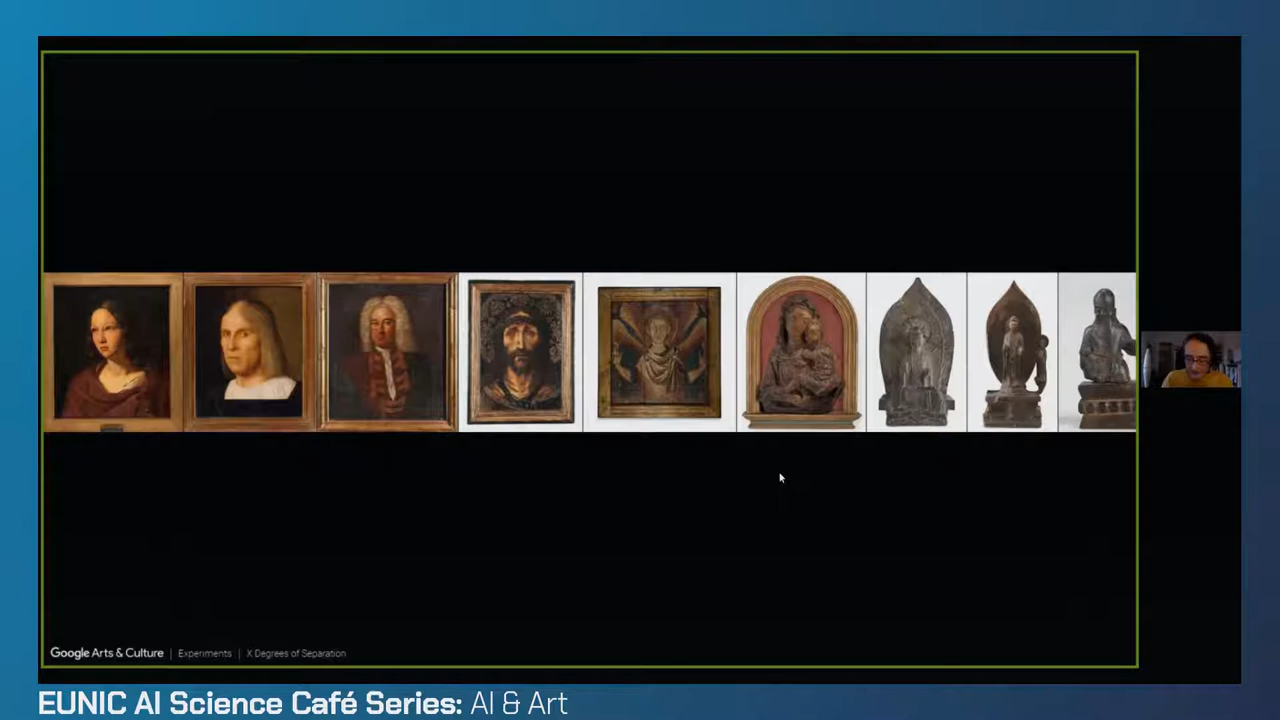 Google Arts & Culture | Experiments | X Degrees of Separation
EUNIC AI Science Café Series: AI & Art